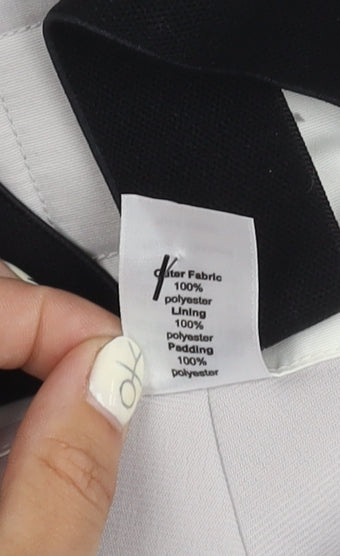 Outer Fabric
100%
polyester
Lining
100%
polyester
Padding
100%
polyester